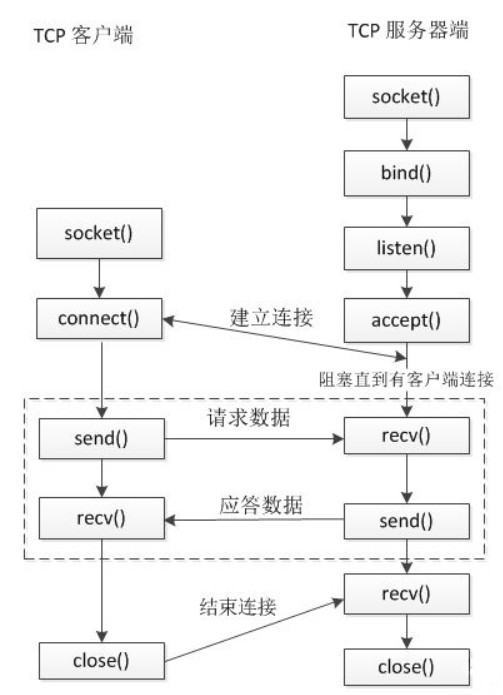 TCP 客户端
TCP 服务器端
socket()
bind()
socket()
listen()
connect()
建立连接
accept()
阻塞直到有客户端连接
send()
请求数据
recv()
recv()
应答数据
send()
结束连接
recv()
close()
close()